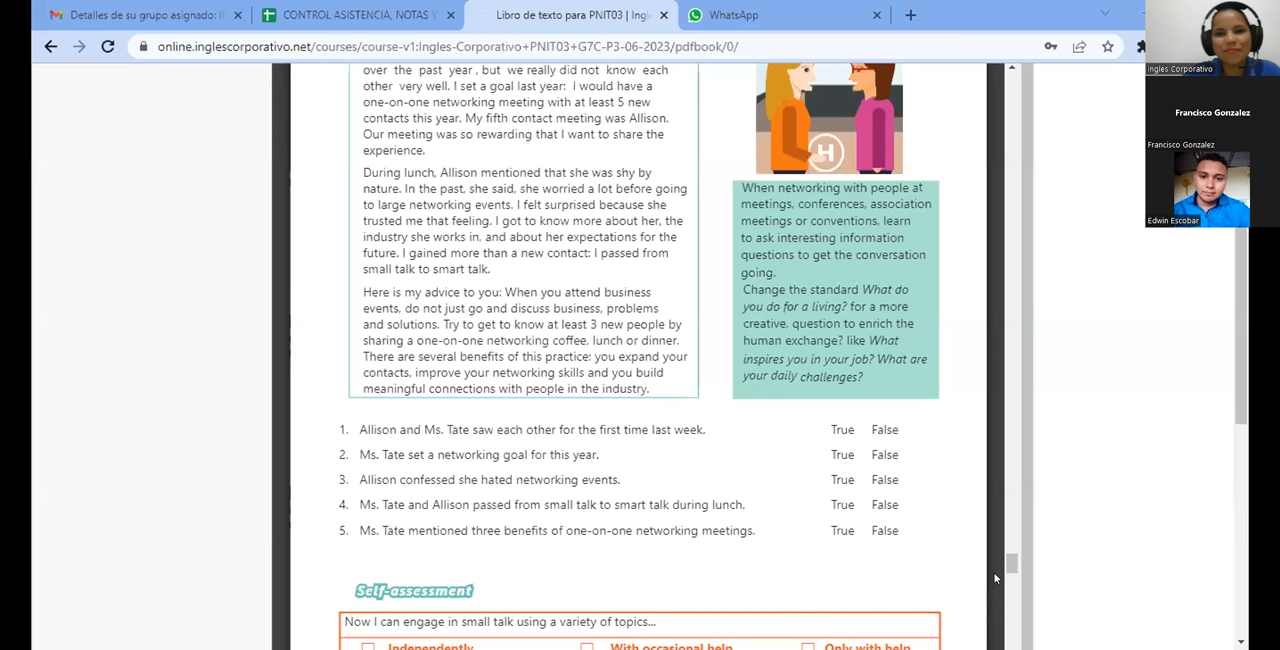 Detalles de su grupo asignado: I
CONTROL ASISTENCIA, NOTAS Y
Libro de texto para PNIT03 | Ingl
WhatsApp
online.inglescorporativo.net/courses/course-v1:Ingles-Corporativo+PNIT03+G7C-P3-06-2023/pdfbook/0/
Ingles Corporativo
Francisco Gonzalez
Francisco Gonzalez
Edwin Escobar
over the past year, but we really did not know each
other very well. I set a goal last year: I would have a
one-on-one networking meeting with at least 5 new
contacts this year. My fifth contact meeting was Allison.
Our meeting was so rewarding that I want to share the
experience.
During lunch, Allison mentioned that she was shy by
nature. In the past, she said, she worried a lot before going
to large networking events. I felt surprised because she
trusted me that feeling. I got to know more about her, the
industry she works in, and about her expectations for the
future. I gained more than a new contact: I passed from
small talk to smart talk.
Here is my advice to you: When you attend business
events, do not just go and discuss business, problems
and solutions. Try to get to know at least 3 new people by
sharing a one-on-one networking coffee, lunch or dinner.
There are several benefits of this practice: you expand your
contacts, improve your networking skills and you build
meaningful connections with people in the industry.
H
When networking with people at
meetings, conferences, association
meetings or conventions, learn
to ask interesting information
questions to get the conversation
going.
Change the standard What do
you do for a living? for a more
creative, question to enrich the
human exchange? like What
inspires you in your job? What are
your daily challenges?
1. Allison and Ms. Tate saw each other for the first time last week. True False
2. Ms. Tate set a networking goal for this year. True False
3. Allison confessed she hated networking events. True False
4. Ms. Tate and Allison passed from small talk to smart talk during lunch. True False
5. Ms. Tate mentioned three benefits of one-on-one networking meetings. True False
Self-assessment
Now I can engage in small talk using a variety of topics...
Independently With occasional help Only with help